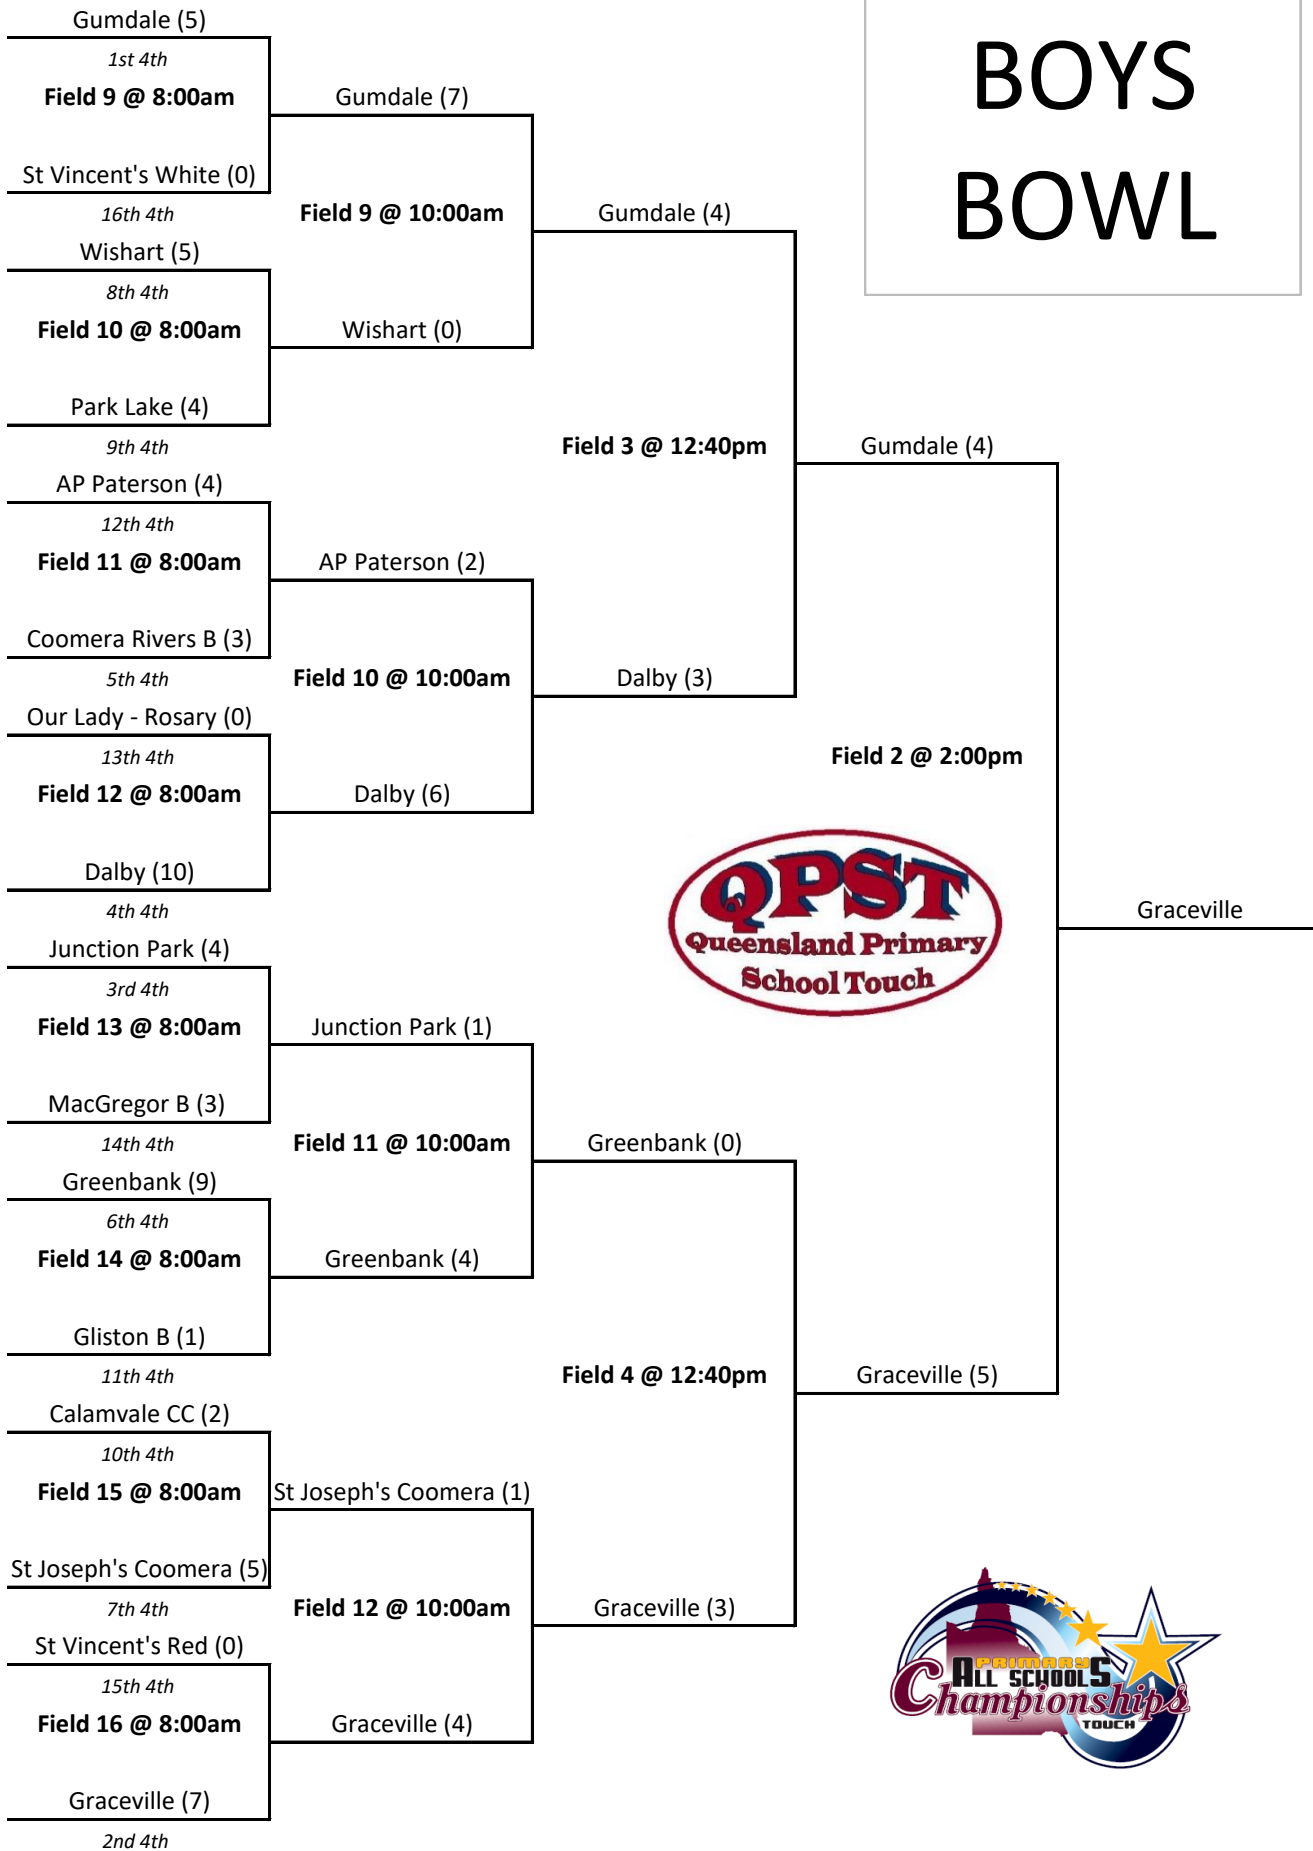 BOYS
BOWL
Gumdale (5)
1st 4th
Field 9 @ 8:00am
Gumdale (7)
St Vincent's White (0)
16th 4th
Field 9 @ 10:00am
Gumdale (4)
Wishart (5)
8th 4th
Field 10 @ 8:00am
Wishart (0)
Park Lake (4)
9th 4th
Field 3 @ 12:40pm
Gumdale (4)
AP Paterson (4)
12th 4th
Field 11 @ 8:00am
AP Paterson (2)
Coomera Rivers B (3)
5th 4th
Field 10 @ 10:00am
Dalby (3)
Our Lady - Rosary (0)
13th 4th
Field 2 @ 2:00pm
Field 12 @ 8:00am
Dalby (6)
Dalby (10)
4th 4th
QPST
Queensland Primary
School Touch
Graceville
Junction Park (4)
3rd 4th
Field 13 @ 8:00am
Junction Park (1)
MacGregor B (3)
14th 4th
Field 11 @ 10:00am
Greenbank (0)
Greenbank (9)
6th 4th
Field 14 @ 8:00am
Greenbank (4)
Gliston B (1)
11th 4th
Field 4 @ 12:40pm
Graceville (5)
Calamvale CC (2)
10th 4th
Field 15 @ 8:00am
St Joseph's Coomera (1)
St Joseph's Coomera (5)
7th 4th
Field 12 @ 10:00am
Graceville (3)
St Vincent's Red (0)
15th 4th
Field 16 @ 8:00am
Graceville (4)
Graceville (7)
2nd 4th
PRIMARY
ALL SCHOOLS
Championships
TOUCH